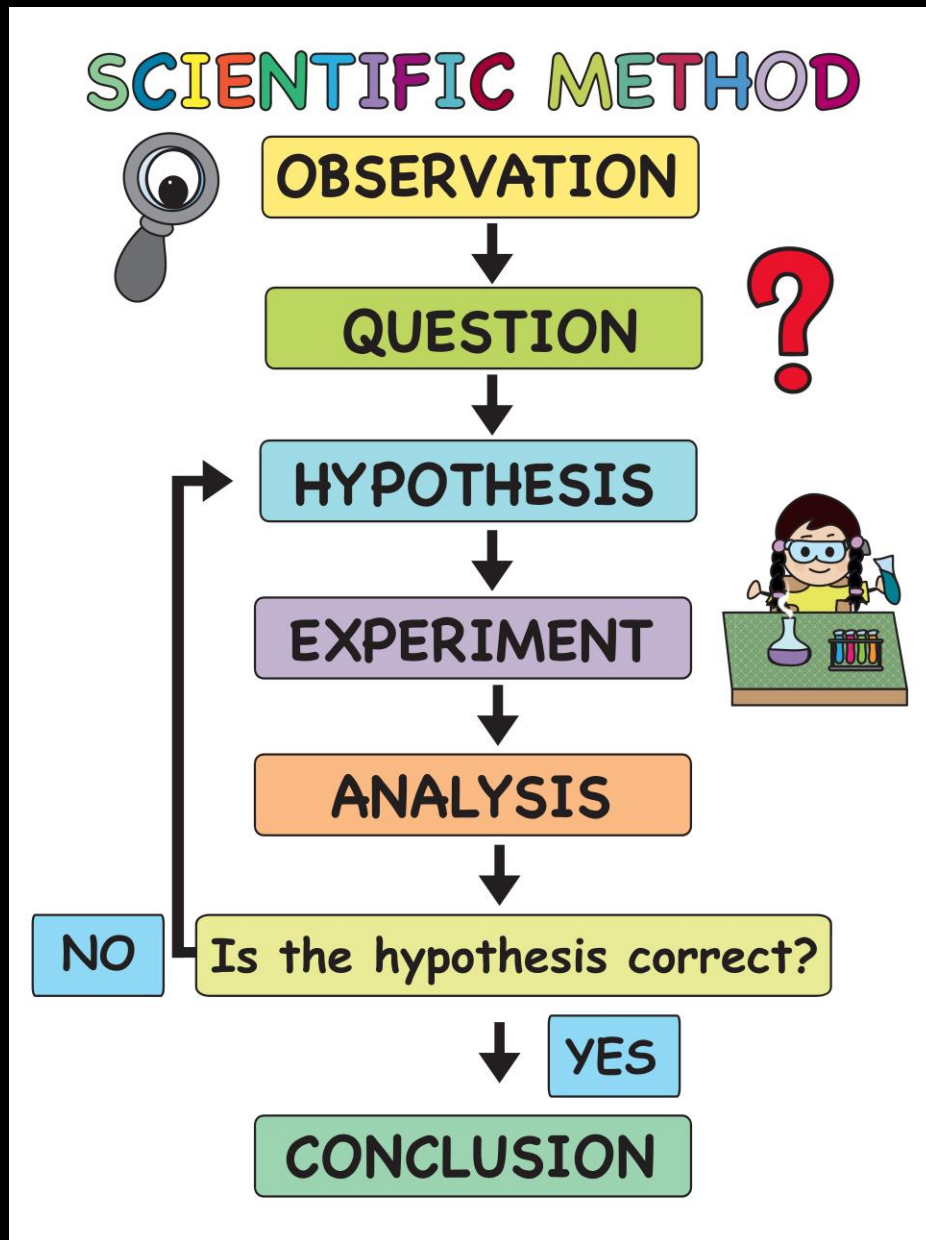 SCIENTIFIC METHOD
OBSERVATION
QUESTION
?
HYPOTHESIS
EXPERIMENT
ANALYSIS
NO
Is the hypothesis correct?
YES
CONCLUSION